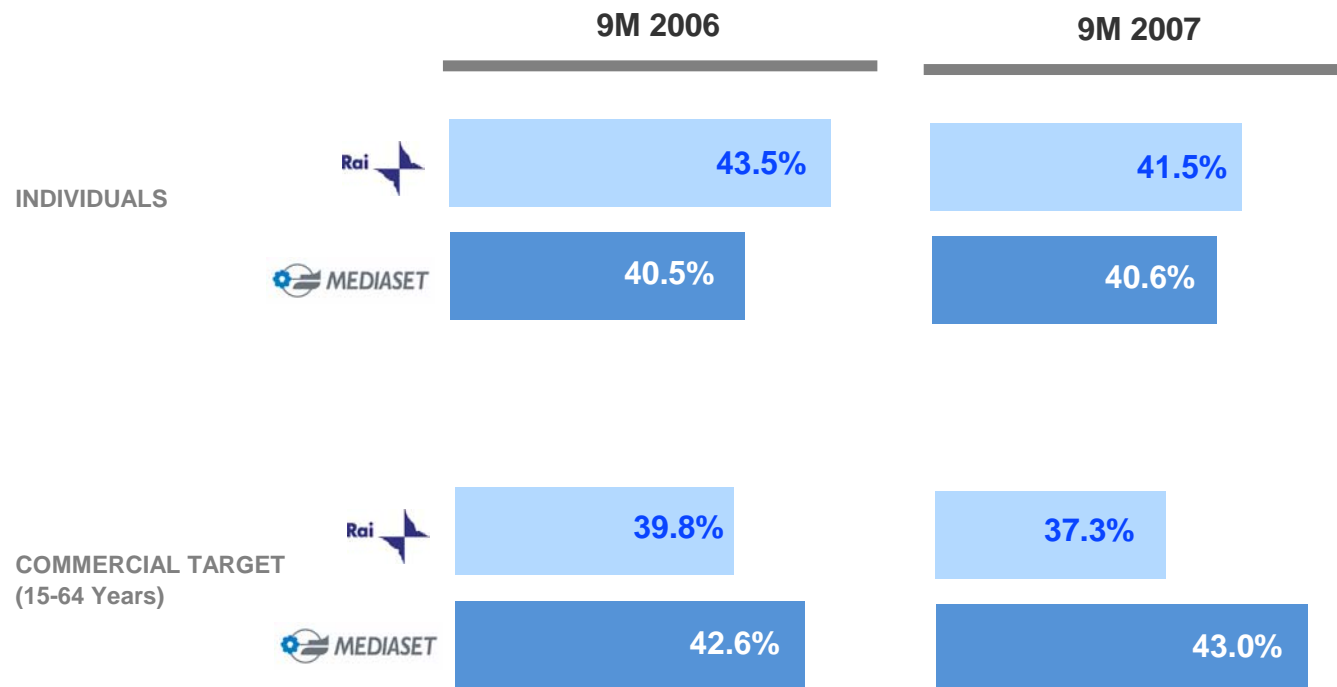 9M 2006
9M 2007
INDIVIDUALS
Rai
43.5%
41.5%
MEDIASET
40.5%
40.6%
COMMERCIAL TARGET
(15-64 Years)
Rai
39.8%
37.3%
MEDIASET
42.6%
43.0%